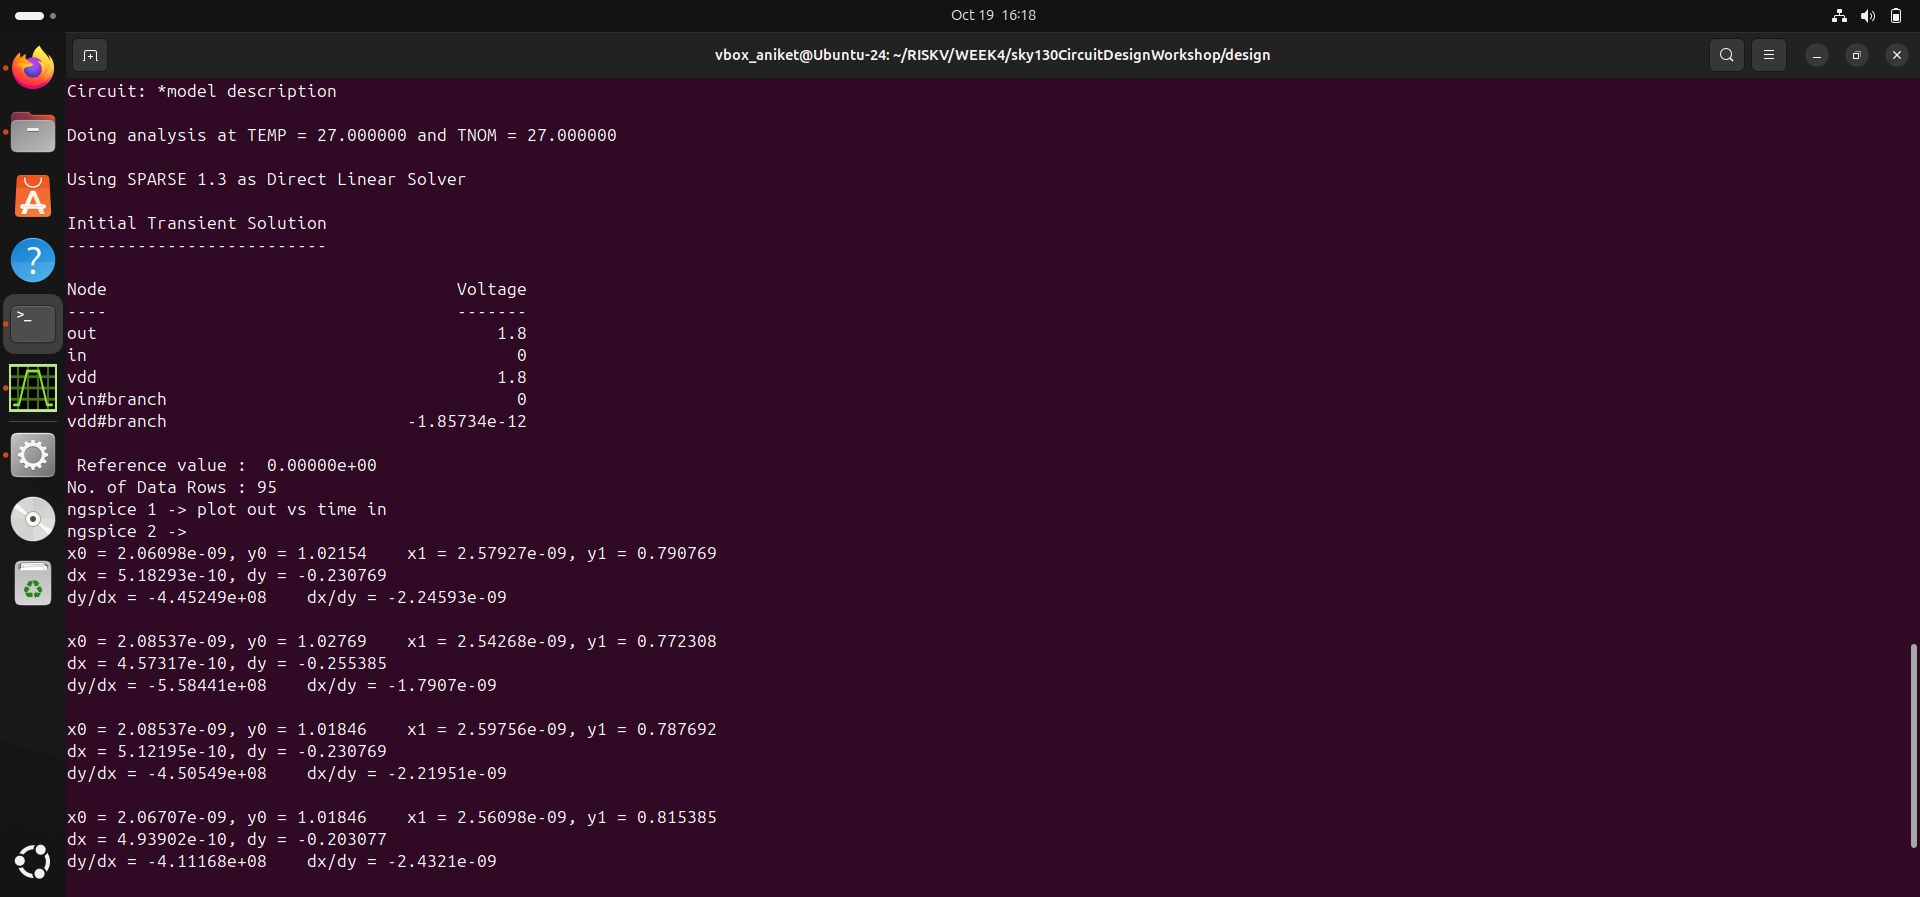 Oct 19 16:18
vbox_aniket@Ubuntu-24: ~/RISKV/WEEK4/sky130CircuitDesignWorkshop/design
Circuit: *model description
Doing analysis at TEMP = 27.000000 and TNOM = 27.000000
Using SPARSE 1.3 as Direct Linear Solver
Initial Transient Solution
--------------------------
Node Voltage
---- -------
out 1.8
in 0
vdd 1.8
vin#branch 0
vdd#branch -1.85734e-12
Reference value : 0.00000e+00
No. of Data Rows : 95
ngspice 1 -> plot out vs time in
ngspice 2 ->
x0 = 2.06098e-09, y0 = 1.02154 x1 = 2.57927e-09, y1 = 0.790769
dx = 5.18293e-10, dy = -0.230769
dy/dx = -4.45249e+08 dx/dy = -2.24593e-09
x0 = 2.08537e-09, y0 = 1.02769 x1 = 2.54268e-09, y1 = 0.772308
dx = 4.57317e-10, dy = -0.255385
dy/dx = -5.58441e+08 dx/dy = -1.7907e-09
x0 = 2.08537e-09, y0 = 1.01846 x1 = 2.59756e-09, y1 = 0.787692
dx = 5.12195e-10, dy = -0.230769
dy/dx = -4.50549e+08 dx/dy = -2.21951e-09
x0 = 2.06707e-09, y0 = 1.01846 x1 = 2.56098e-09, y1 = 0.815385
dx = 4.93902e-10, dy = -0.203077
dy/dx = -4.11168e+08 dx/dy = -2.4321e-09